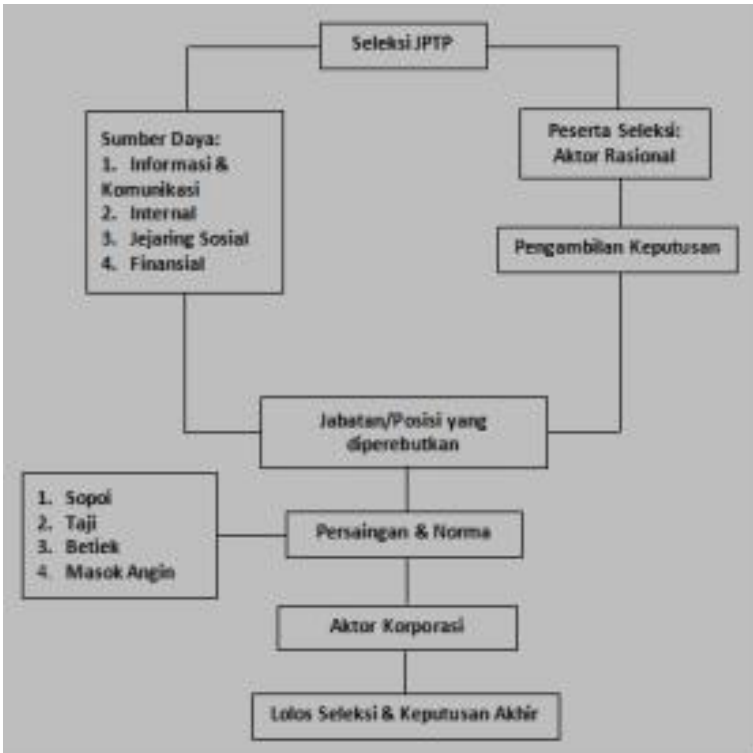 Seleksi JPTP
Sumber Daya:
1. Informasi &
Komunikasi
2. Internal
3. Jejaring Sosial
4. Finansial
Peserta Seleksi:
Aktor Rasional
Pengambilan Keputusan
Jabatan/Posisi yang
diperebutkan
1. Sopoi
2. Taji
3. Betiek
4. Masok Angin
Persaingan & Norma
Aktor Korporasi
Lolos Seleksi & Keputusan Akhir